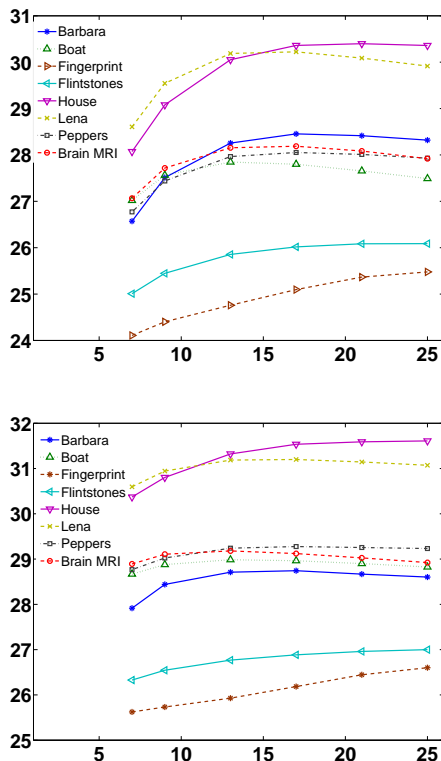 31
30
29
28
27
26
25
24
Barbara
Boat
Fingerprint
Flintstones
House
Lena
Peppers
Brain MRI
5 10 15 20 25
32
31
30
29
28
27
26
25
Barbara
Boat
Fingerprint
Flintstones
House
Lena
Peppers
Brain MRI
5 10 15 20 25